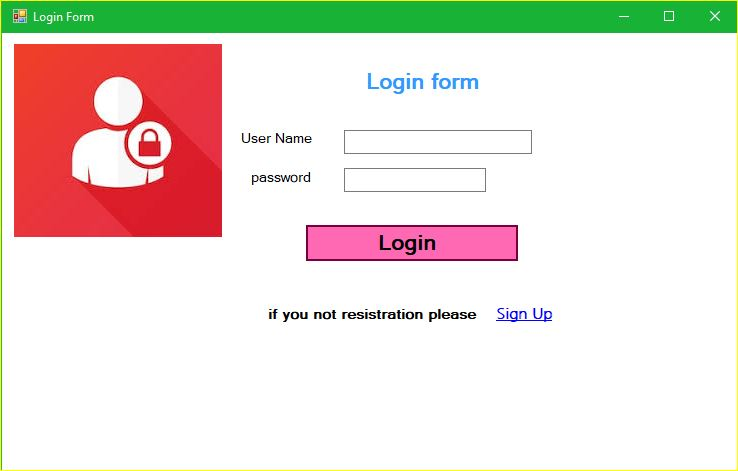 Login Form
Login form
User Name
password
Login
if you not resistration please Sign Up